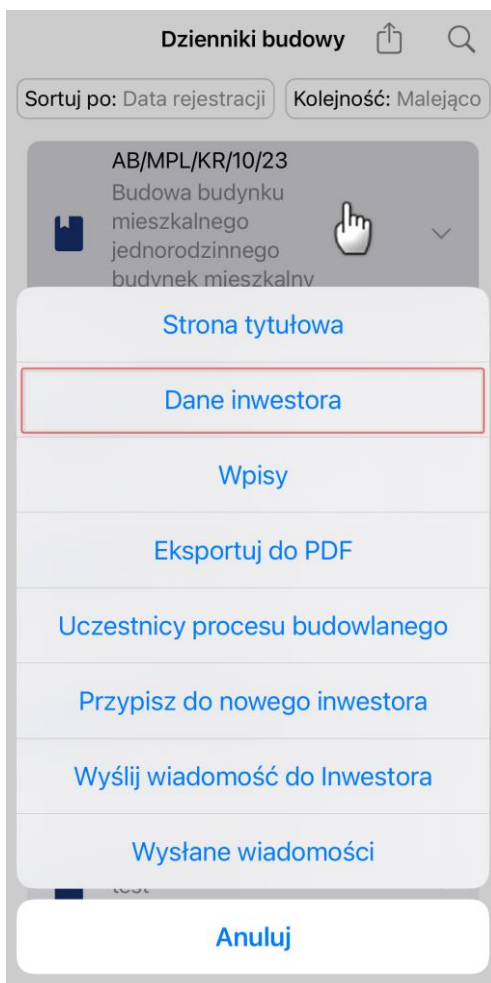 Dzienniki budowy
Sortuj po: Data rejestracji Kolejność: Malejąco
AB/MPL/KR/10/23
Budowa budynku
mieszkalnego
jednorodzinnego
budynek mieszkalny
Strona tytułowa
Dane inwestora
Wpisy
Eksportuj do PDF
Uczestnicy procesu budowlanego
Przypisz do nowego inwestora
Wyślij wiadomość do Inwestora
Wysłane wiadomości
test
Anuluj